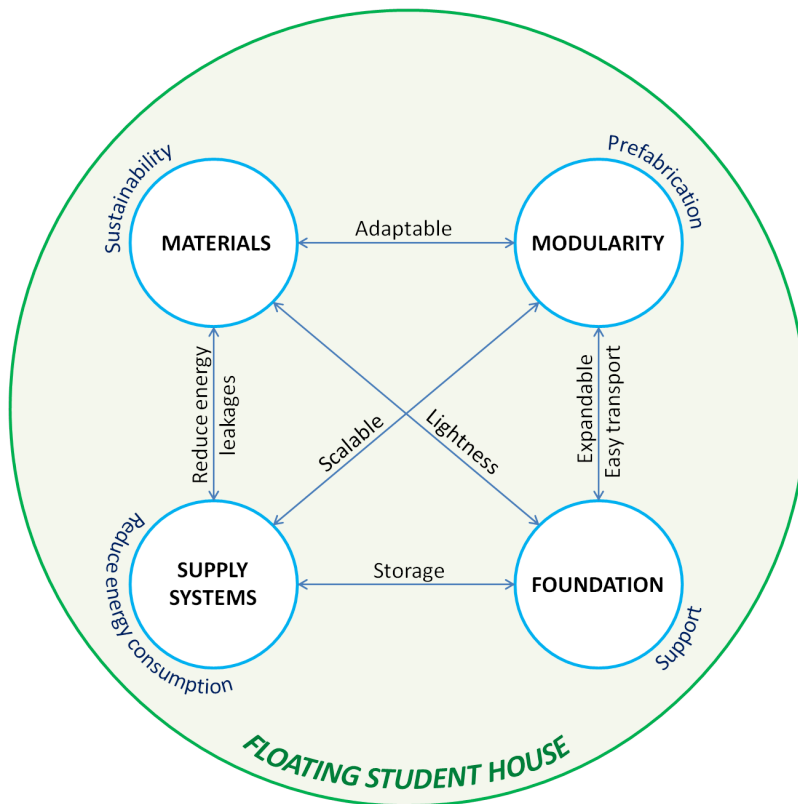 Sustainability
Prefabrication
MATERIALS
Adaptable
MODULARITY
Reduce energy
leakages
Scalable
Lightness
Expandable
Easy transport
Reduce energy consumption
SUPPLY
SYSTEMS
Storage
FOUNDATION
Support
FLOATING STUDENT HOUSE